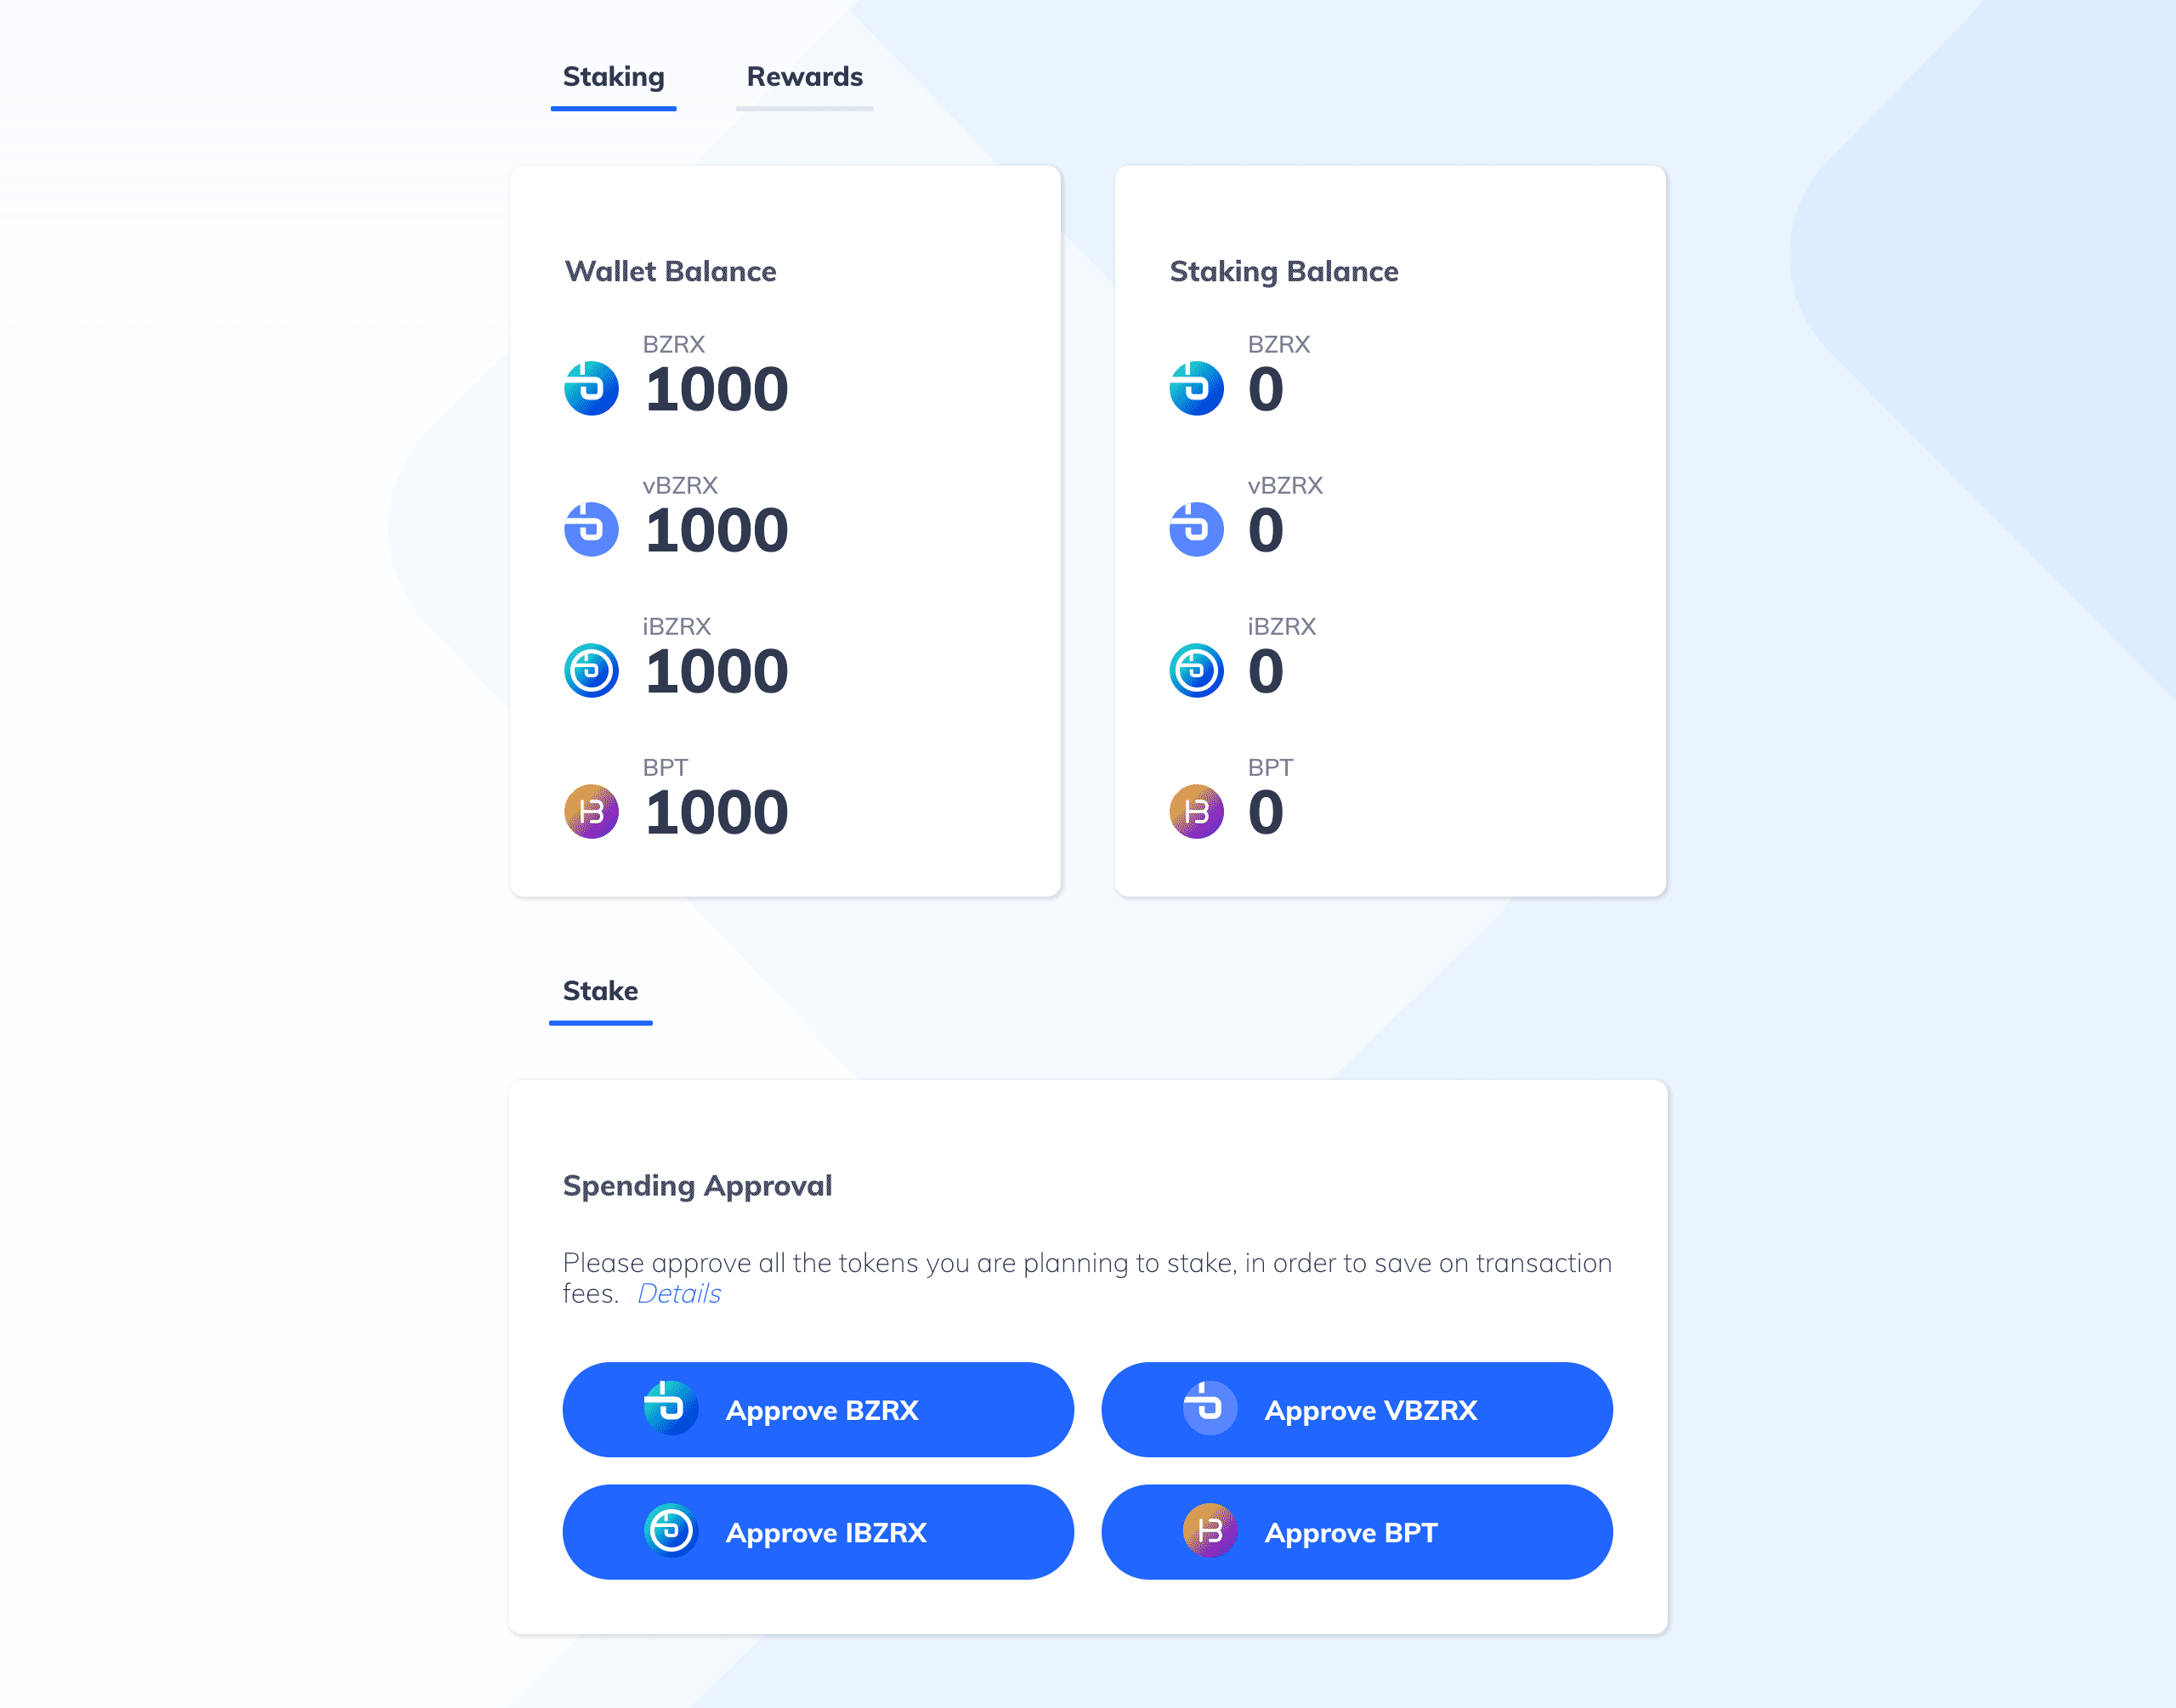 Staking
Rewards
Wallet Balance
BZRX
1000
vBZRX
1000
iBZRX
1000
BPT
1000
Staking Balance
BZRX
0
vBZRX
0
iBZRX
0
BPT
0
Stake
Spending Approval
Please approve all the tokens you are planning to stake, in order to save on transaction
fees. Details
Approve BZRX
Approve VBZRX
Approve IBZRX
Approve BPT